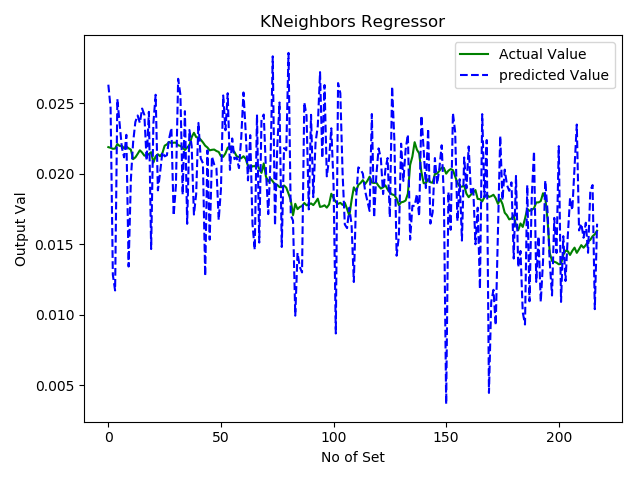 KNeighbors Regressor
Actual Value
predicted Value
Output Val
0.025
0.020
0.015
0.010
0.005
0
50
100
150
200
No of Set